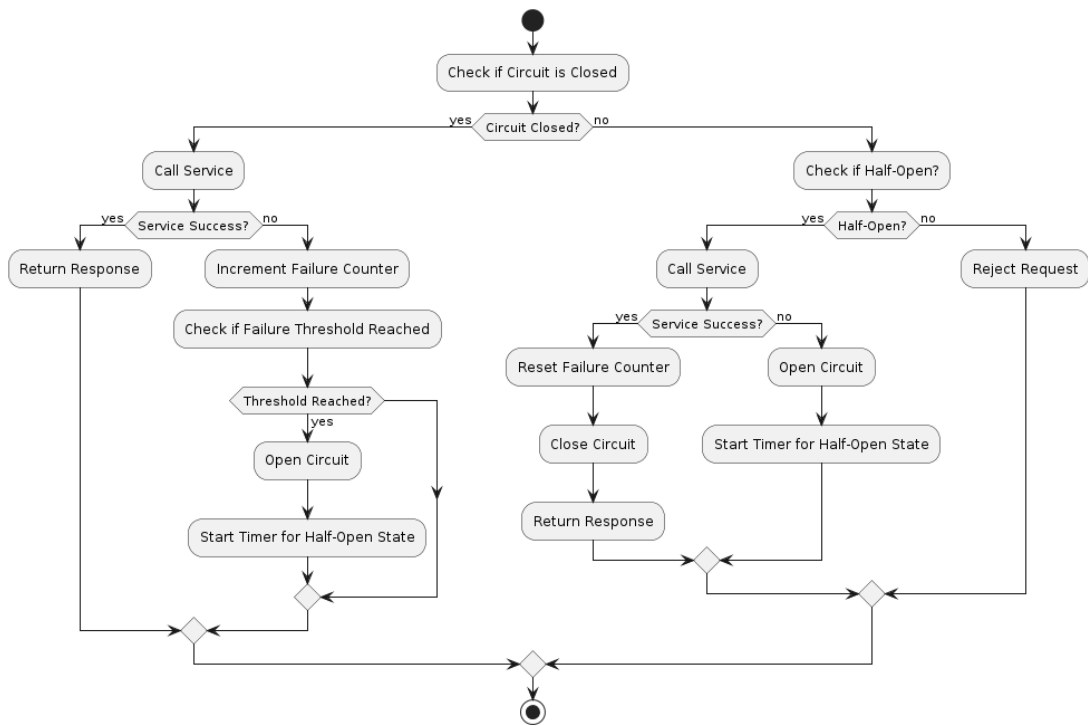 Check if Circuit is Closed
yes
Circuit Closed?
no
Call Service
Check if Half-Open?
yes
Service Success?
no
yes
Half-Open?
no
Return Response
Increment Failure Counter
Call Service
Reject Request
Check if Failure Threshold Reached
yes
Service Success?
no
Reset Failure Counter
Open Circuit
Threshold Reached?
yes
Close Circuit
Start Timer for Half-Open State
Open Circuit
Return Response
Start Timer for Half-Open State